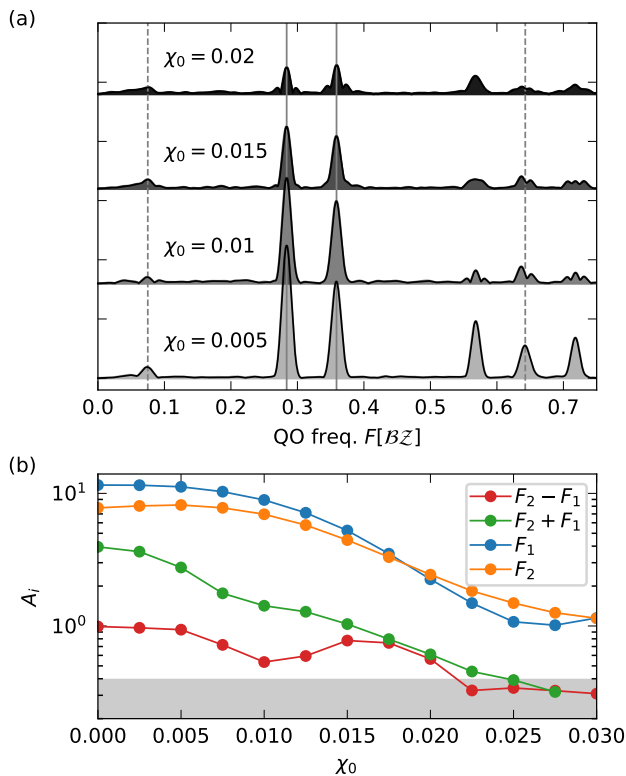 (a)
χ₀ = 0.02
χ₀ = 0.015
χ₀ = 0.01
χ₀ = 0.005
0.0 0.1 0.2 0.3 0.4 0.5 0.6 0.7
QO freq. F[ℬ𝒵]
(b)
10¹
10⁰
Aᵢ
F₂ − F₁
F₂ + F₁
F₁
F₂
0.000 0.005 0.010 0.015 0.020 0.025 0.030
χ₀